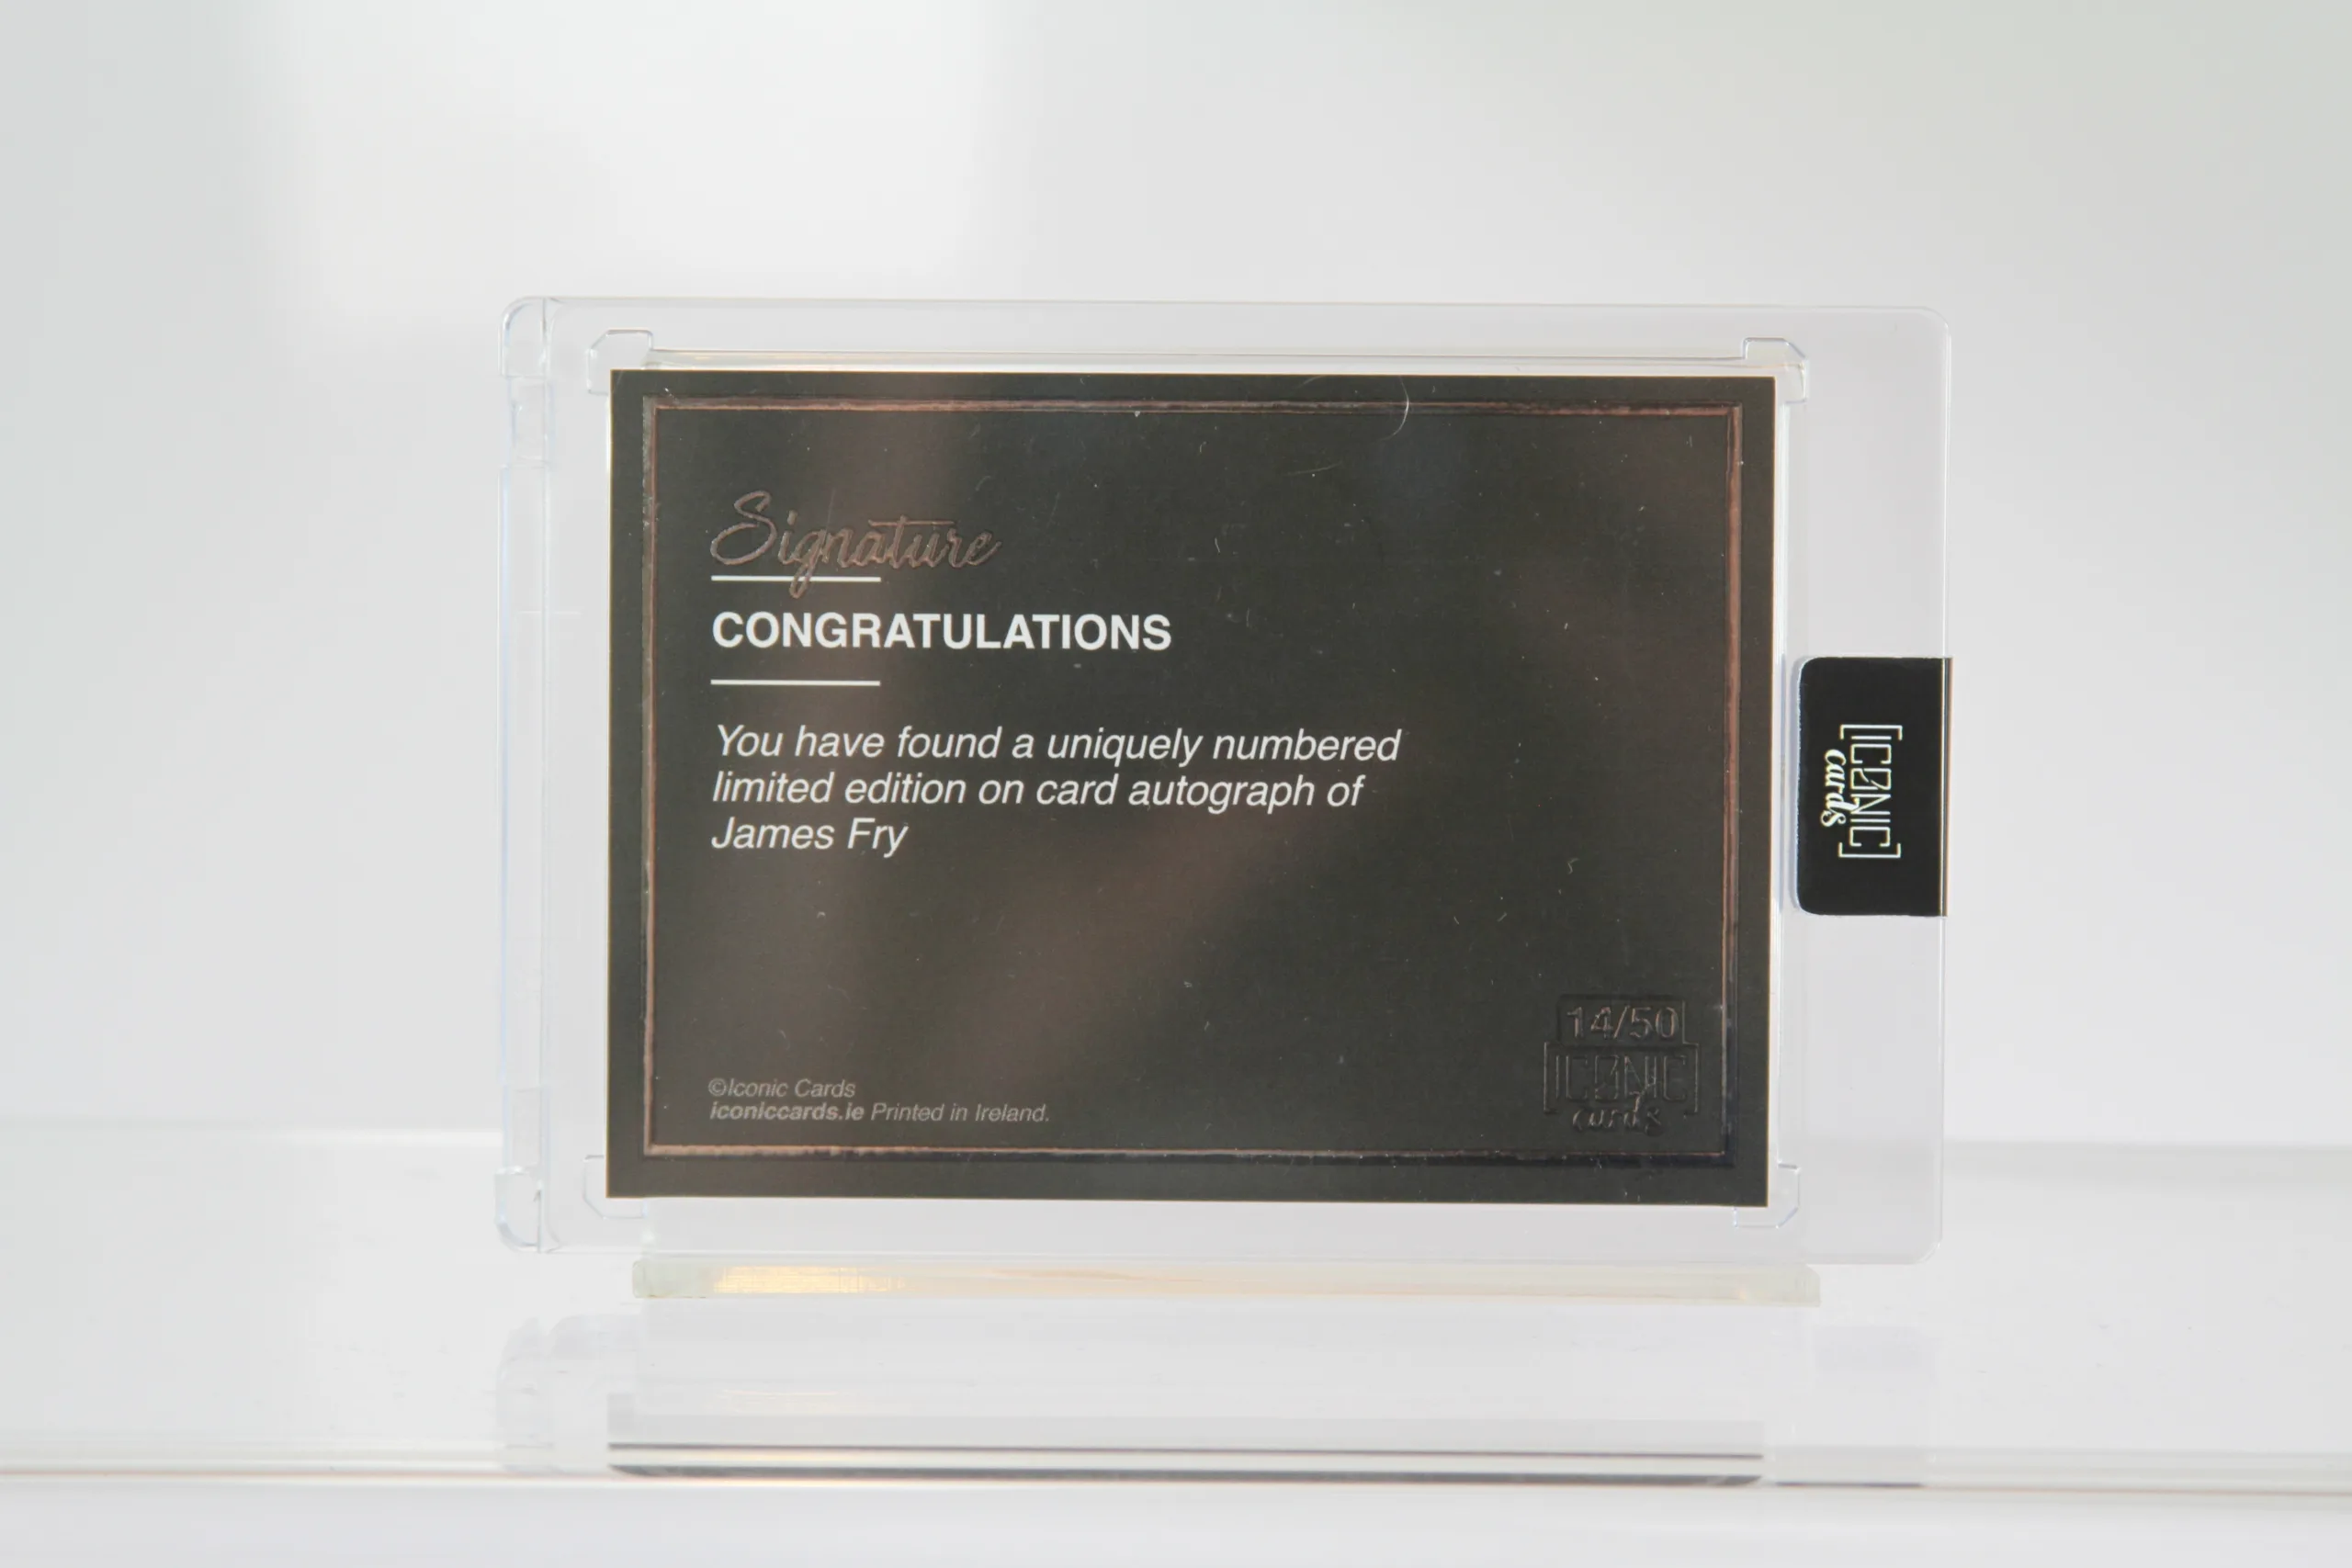 Signature
CONGRATULATIONS
You have found a uniquely numbered
limited edition on card autograph of
James Fry
©Iconic Cards
iconiccards.ie Printed in Ireland.
14/50
[ICONIC]
cards
[ICONIC]
cards